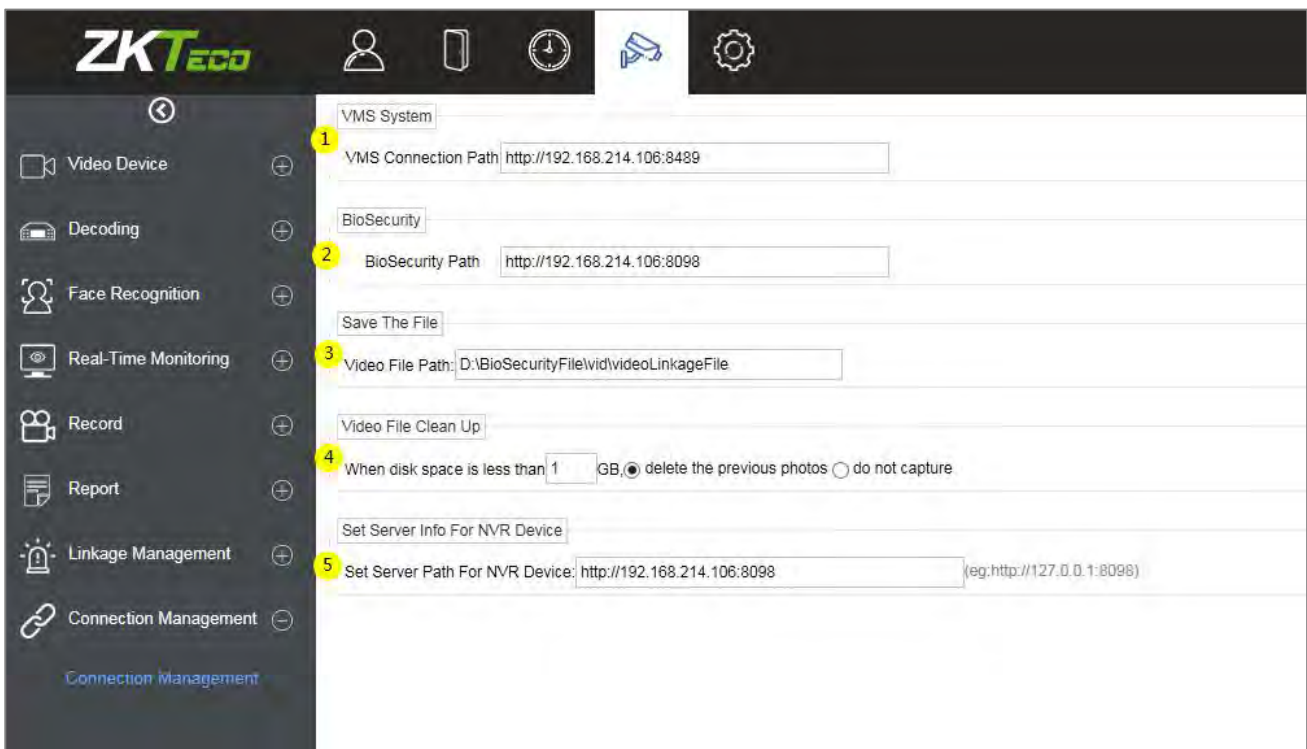 ZKTECO
VMS System
1
VMS Connection Path http://192.168.214.106:8489
Video Device
BioSecurity
Decoding
2
BioSecurity Path http://192.168.214.106:8098
Face Recognition
Save The File
3
Real-Time Monitoring
Video File Path: D:\BioSecurityFile\vid\videoLinkageFile
Record
Video File Clean Up
4
When disk space is less than 1 GB, delete the previous photos do not capture
Report
Set Server Info For NVR Device
Linkage Management
5
Set Server Path For NVR Device: http://192.168.214.106:8098 (eg:http://127.0.0.1:8098)
Connection Management
Connection Management